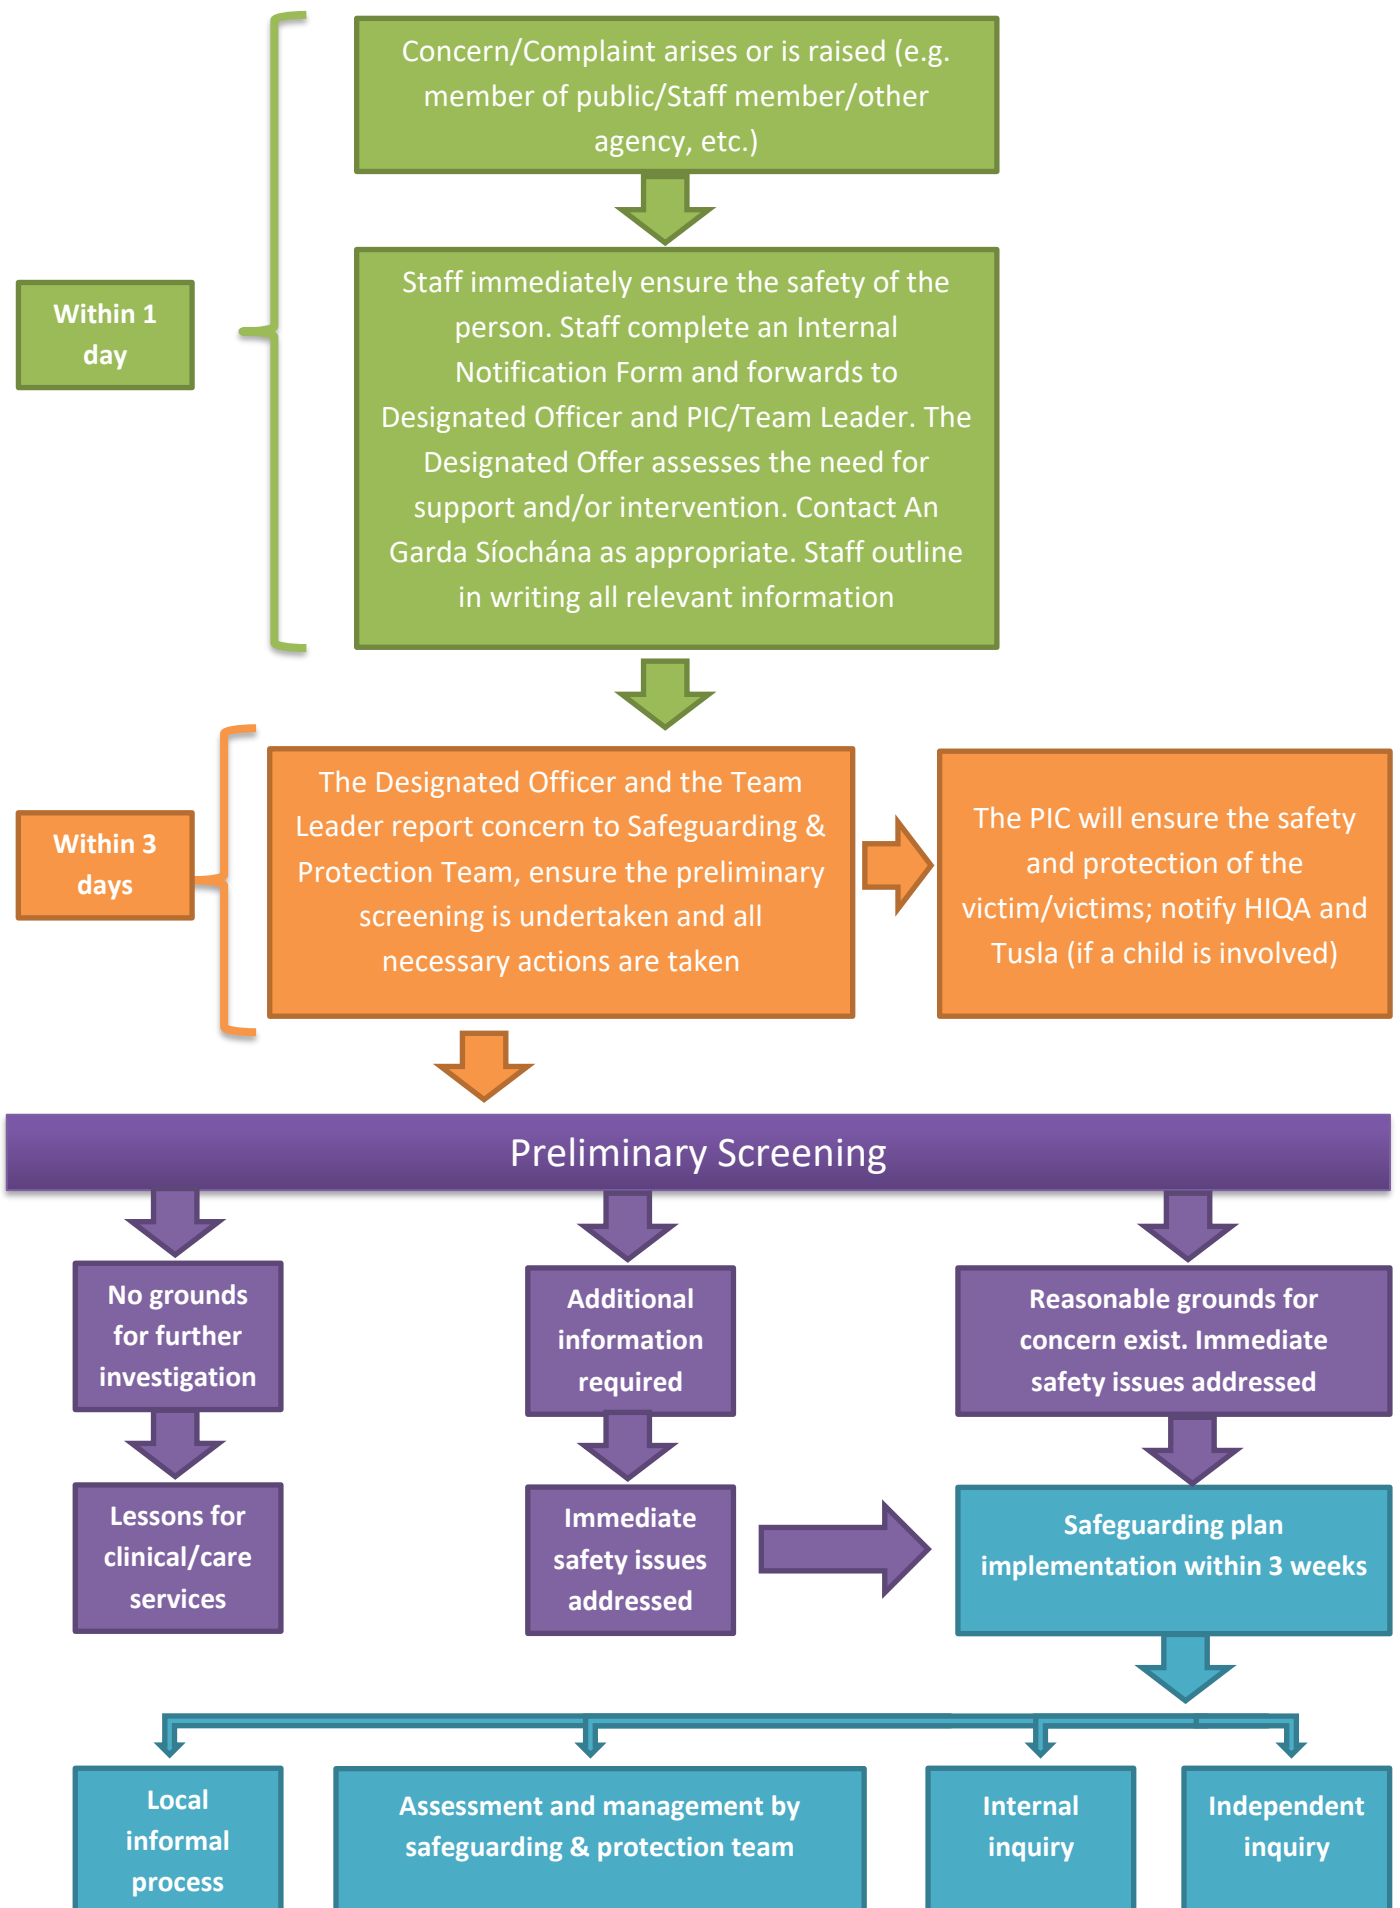 Concern/Complaint arises or is raised (e.g.
member of public/Staff member/other
agency, etc.)
Within 1
day
Staff immediately ensure the safety of the
person. Staff complete an Internal
Notification Form and forwards to
Designated Officer and PIC/Team Leader. The
Designated Offer assesses the need for
support and/or intervention. Contact An
Garda Síochána as appropriate. Staff outline
in writing all relevant information
Within 3
days
The Designated Officer and the Team
Leader report concern to Safeguarding &
Protection Team, ensure the preliminary
screening is undertaken and all
necessary actions are taken
The PIC will ensure the safety
and protection of the
victim/victims; notify HIQA and
Tusla (if a child is involved)
Preliminary Screening
No grounds
for further
investigation
Additional
information
required
Reasonable grounds for
concern exist. Immediate
safety issues addressed
Lessons for
clinical/care
services
Immediate
safety issues
addressed
Safeguarding plan
implementation within 3 weeks
Local
informal
process
Assessment and management by
safeguarding & protection team
Internal
inquiry
Independent
inquiry